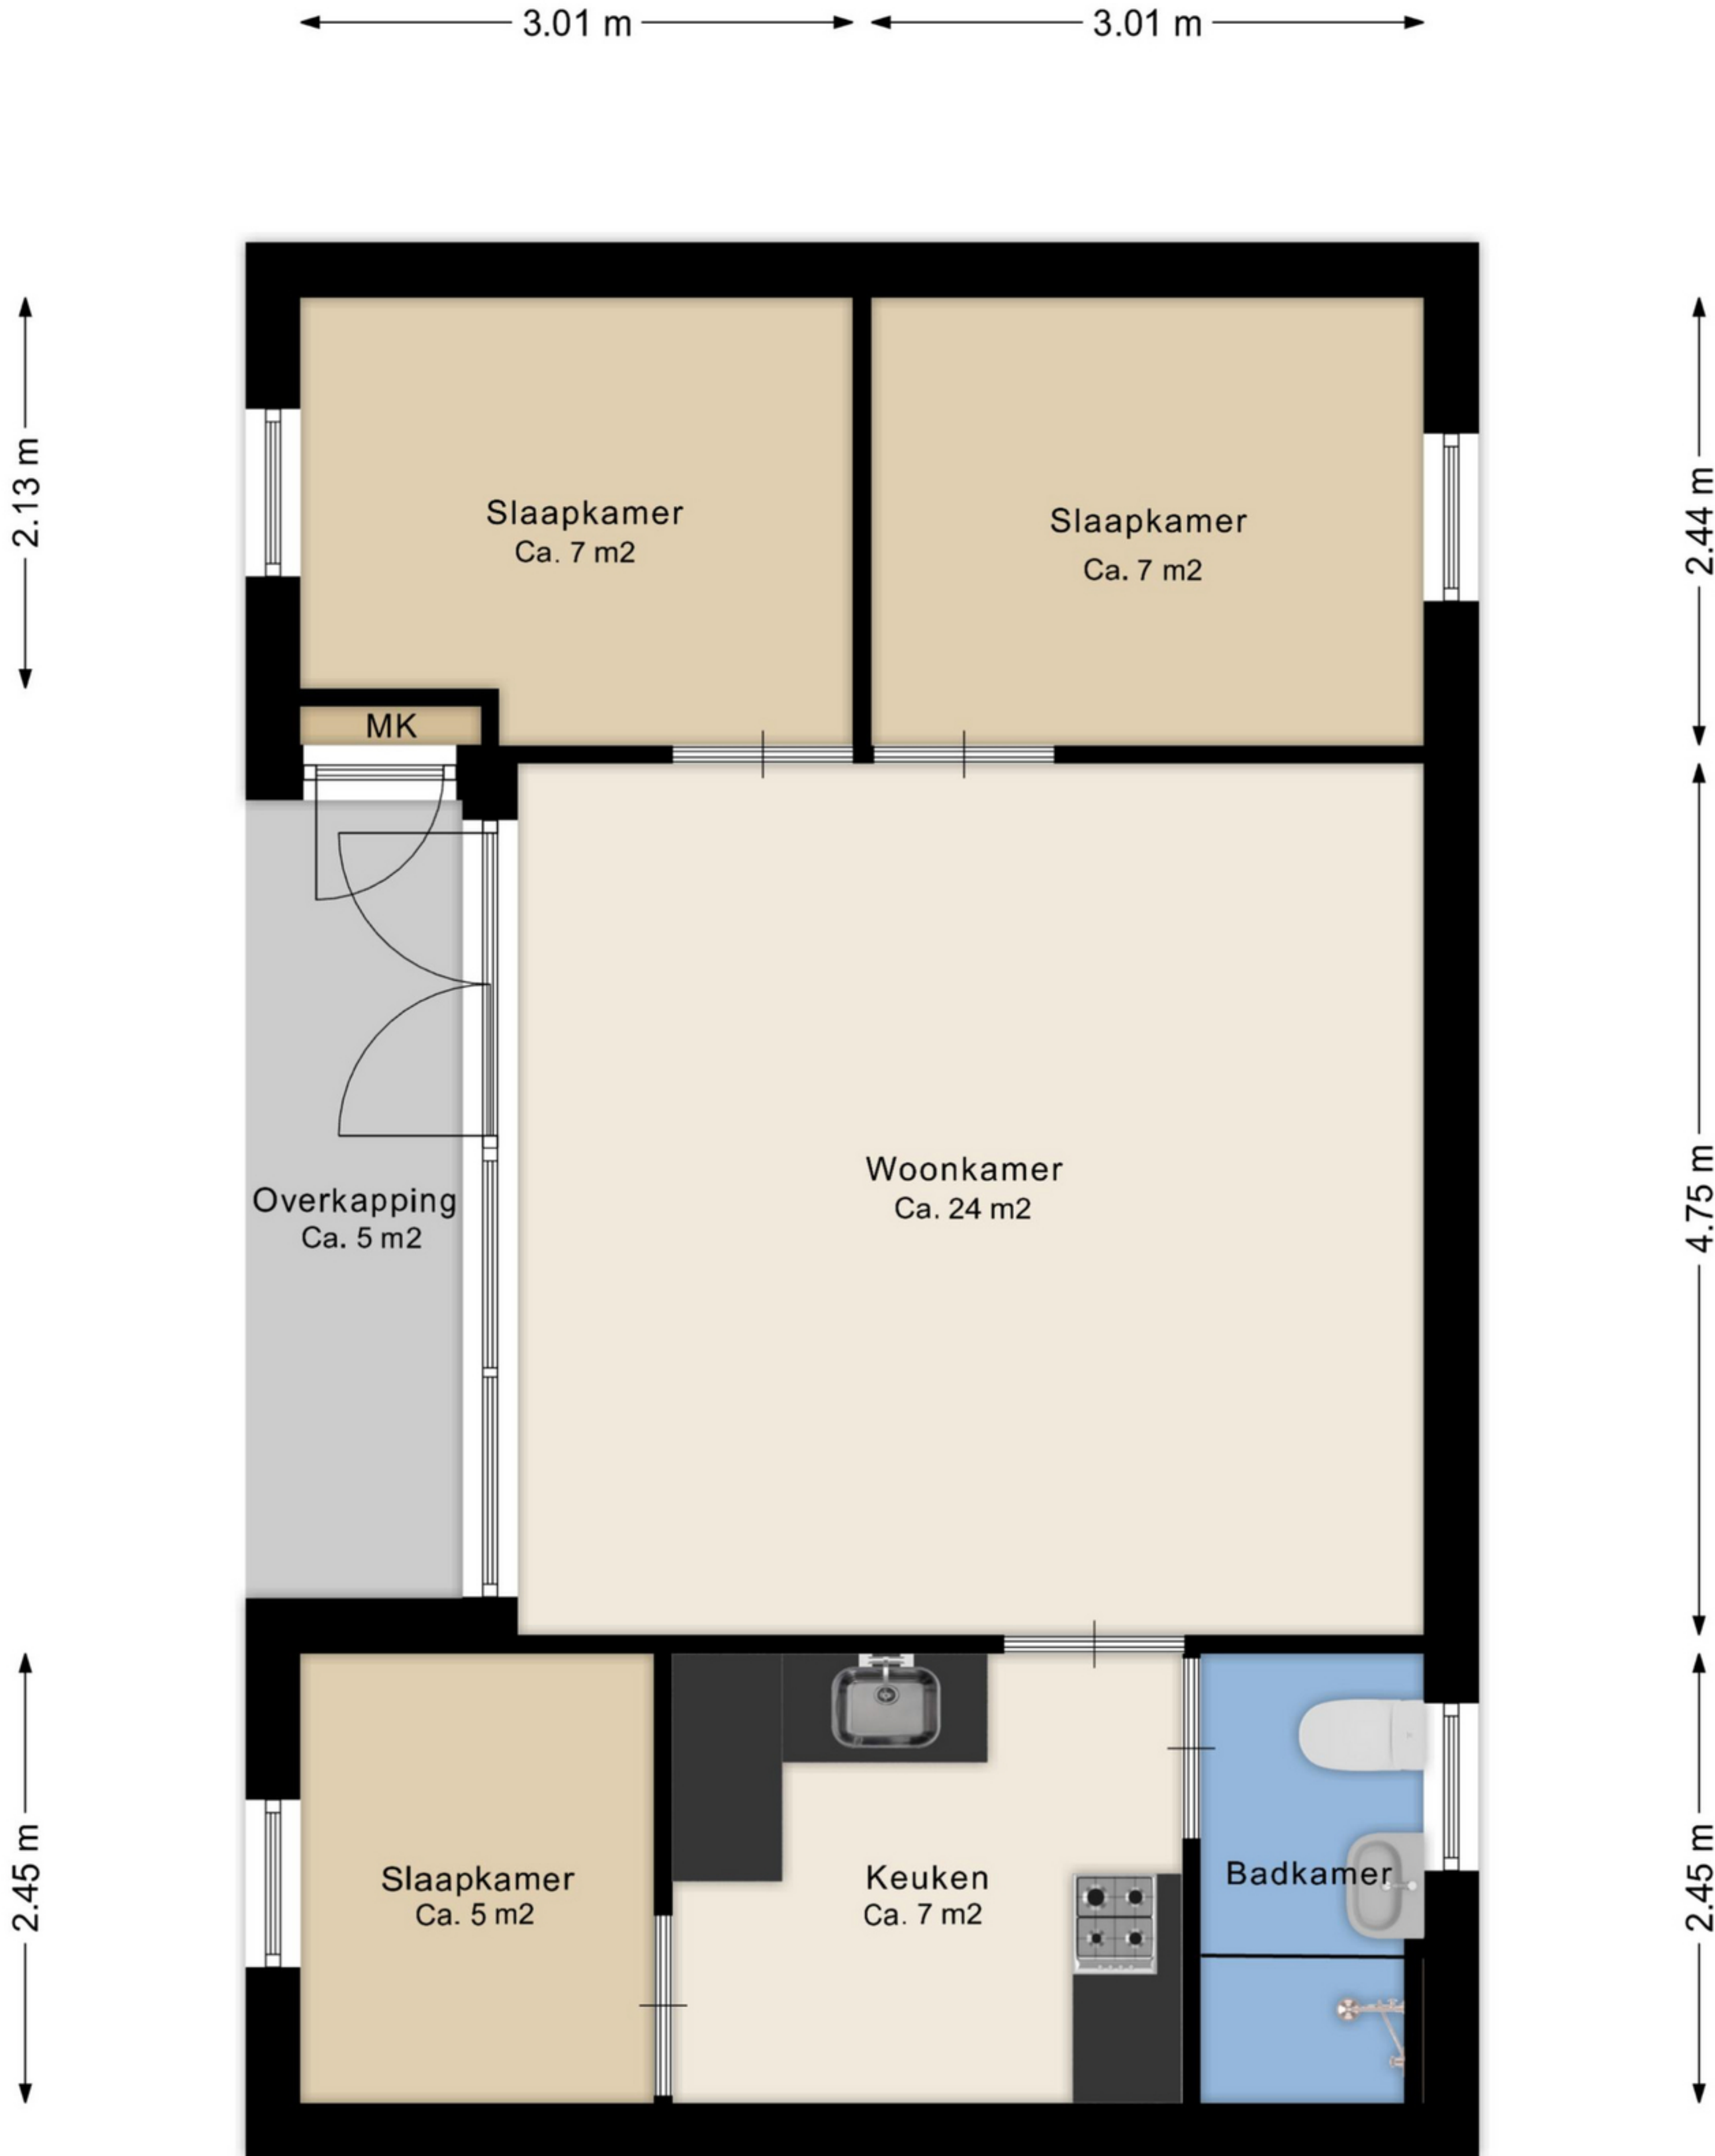 3.01 m
3.01 m
2.13 m
2.44 m
Slaapkamer
Ca. 7 m2
Slaapkamer
Ca. 7 m2
MK
Woonkamer
Ca. 24 m2
4.75 m
Overkapping
Ca. 5 m2
2.45 m
Slaapkamer
Ca. 5 m2
Keuken
Ca. 7 m2
Badkamer
2.45 m